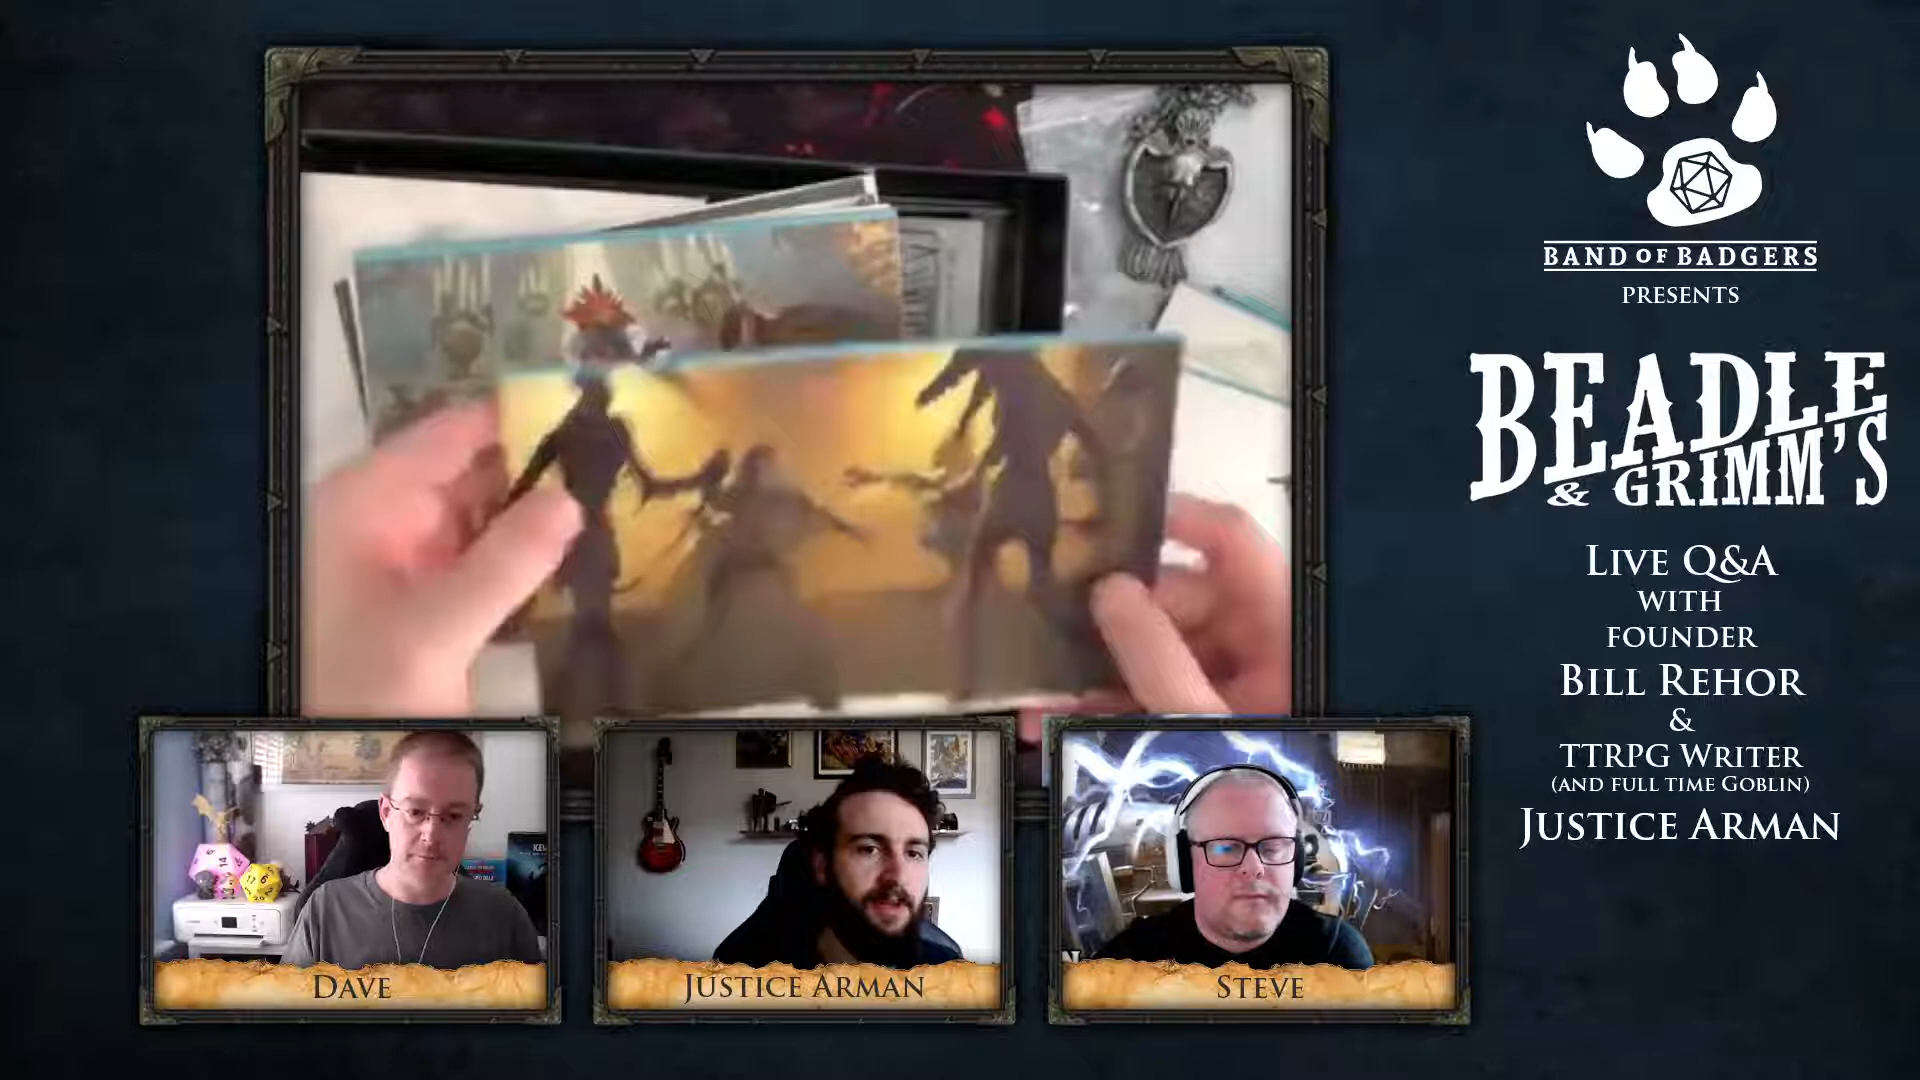 BAND OF BADGERS
PRESENTS
BEADLE
& GRIMM'S
LIVE Q&A
WITH
FOUNDER
BILL REHOR
&
TTRPG WRITER
(AND FULL TIME GOBLIN)
JUSTICE ARMAN
DAVE
JUSTICE ARMAN
STEVE